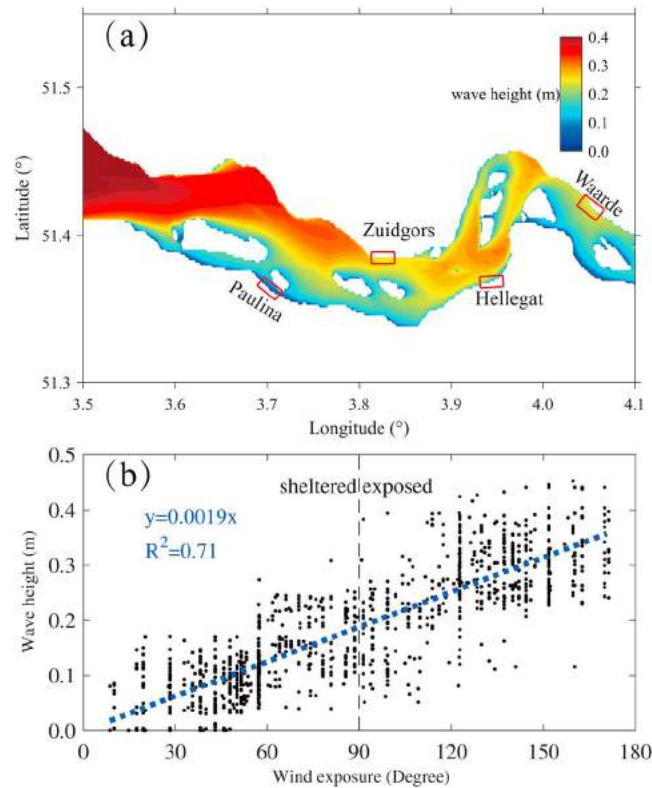 (a)
0.4
0.3
wave height (m)
0.2
0.1
0.0
51.5
51.4
51.3
Latitude (°)
Waarde
Zuidgors
Paulina
Hellegat
3.5 3.6 3.7 3.8 3.9 4.0 4.1
Longitude (°)
(b)
0.5
0.4
0.3
0.2
0.1
0.0
Wave height (m)
sheltered exposed
y=0.0019x
R²=0.71
0 30 60 90 120 150 180
Wind exposure (Degree)